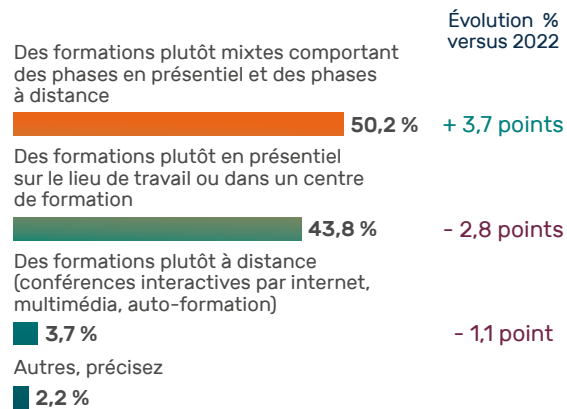 Évolution %
versus 2022
Des formations plutôt mixtes comportant
des phases en présentiel et des phases
à distance
50,2 % + 3,7 points
Des formations plutôt en présentiel
sur le lieu de travail ou dans un centre
de formation
43,8 % - 2,8 points
Des formations plutôt à distance
(conférences interactives par internet,
multimédia, auto-formation)
3,7 % - 1,1 point
Autres, précisez
2,2 %